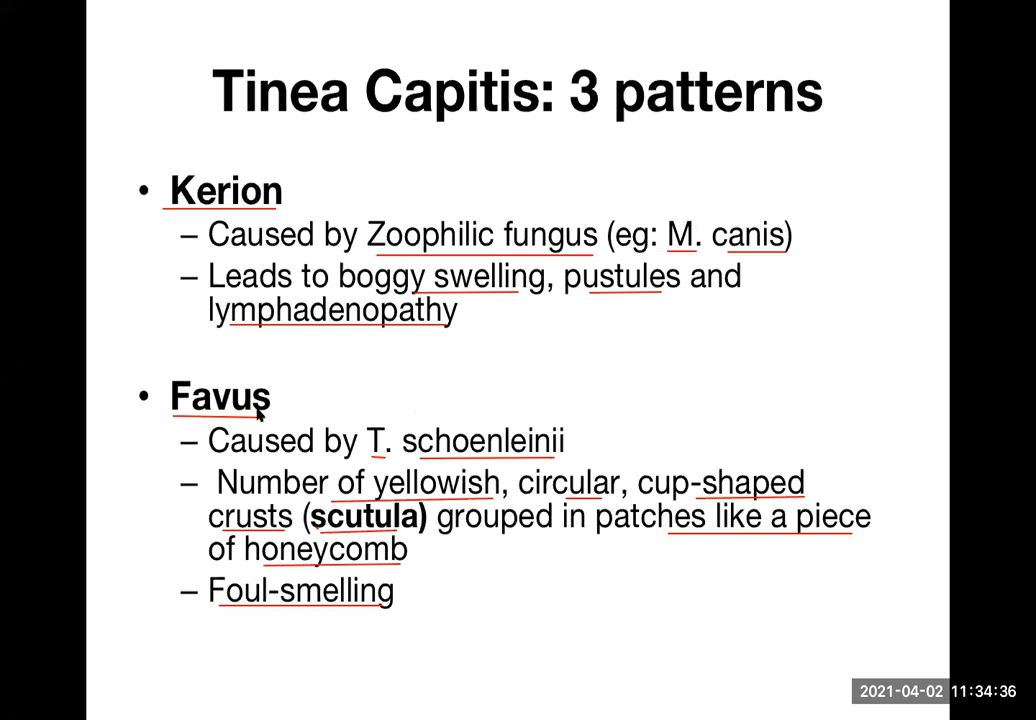 Tinea Capitis: 3 patterns
• Kerion
– Caused by Zoophilic fungus (eg: M. canis)
– Leads to boggy swelling, pustules and
lymphadenopathy
• Favus
– Caused by T. schoenleinii
– Number of yellowish, circular, cup-shaped
crusts (scutula) grouped in patches like a piece
of honeycomb
– Foul-smelling
2021-04-02 11:34:36